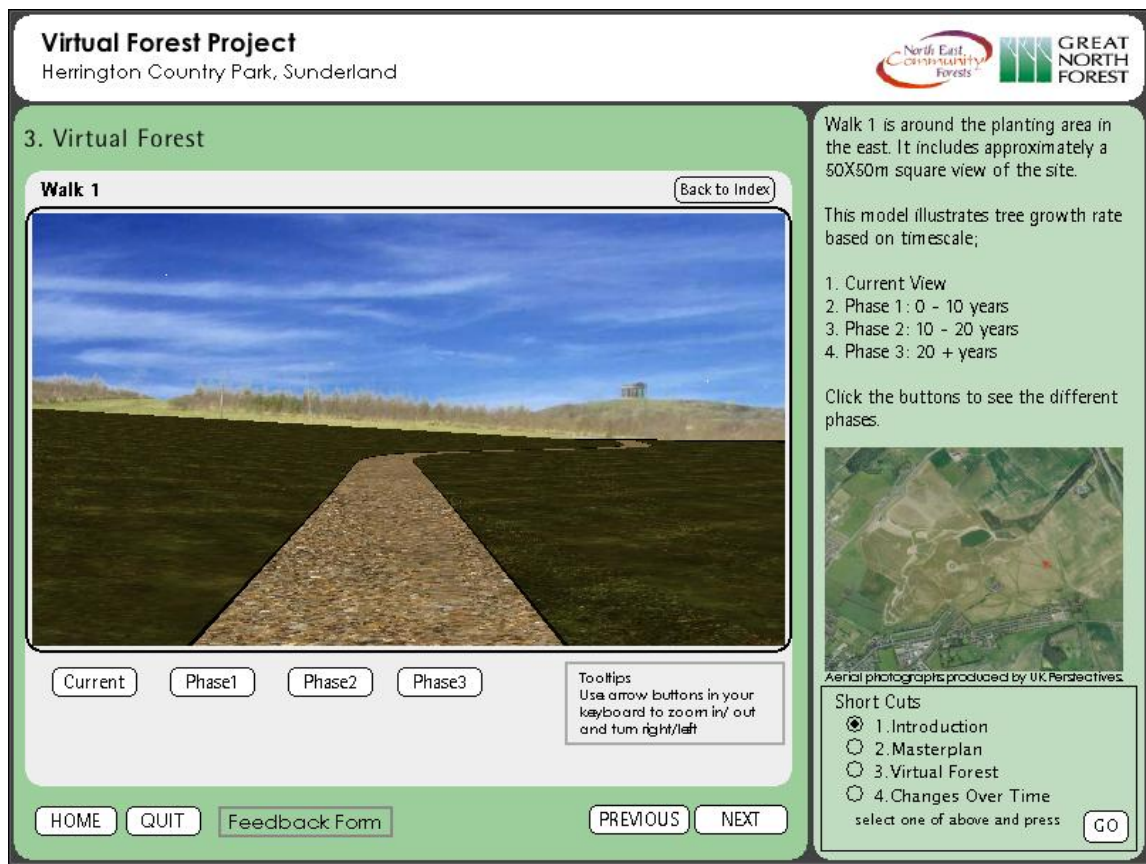 Virtual Forest Project
Herrington Country Park, Sunderland
North East
Community
Forests
GREAT
NORTH
FOREST
3. Virtual Forest
Walk 1
Back to Index
Current
Phase1
Phase2
Phase3
Tooltips
Use arrow buttons in your
keyboard to zoom in/ out
and turn right/left
HOME
QUIT
Feedback Form
PREVIOUS
NEXT
Walk 1 is around the planting area in
the east. It includes approximately a
50X50m square view of the site.
This model illustrates tree growth rate
based on timescale;
1. Current View
2. Phase 1: 0 - 10 years
3. Phase 2: 10 - 20 years
4. Phase 3: 20 + years
Click the buttons to see the different
phases.
Aerial photographs produced by UK Perstectives.
Short Cuts
1.Introduction
2.Masterplan
3.Virtual Forest
4.Changes Over Time
select one of above and press
GO